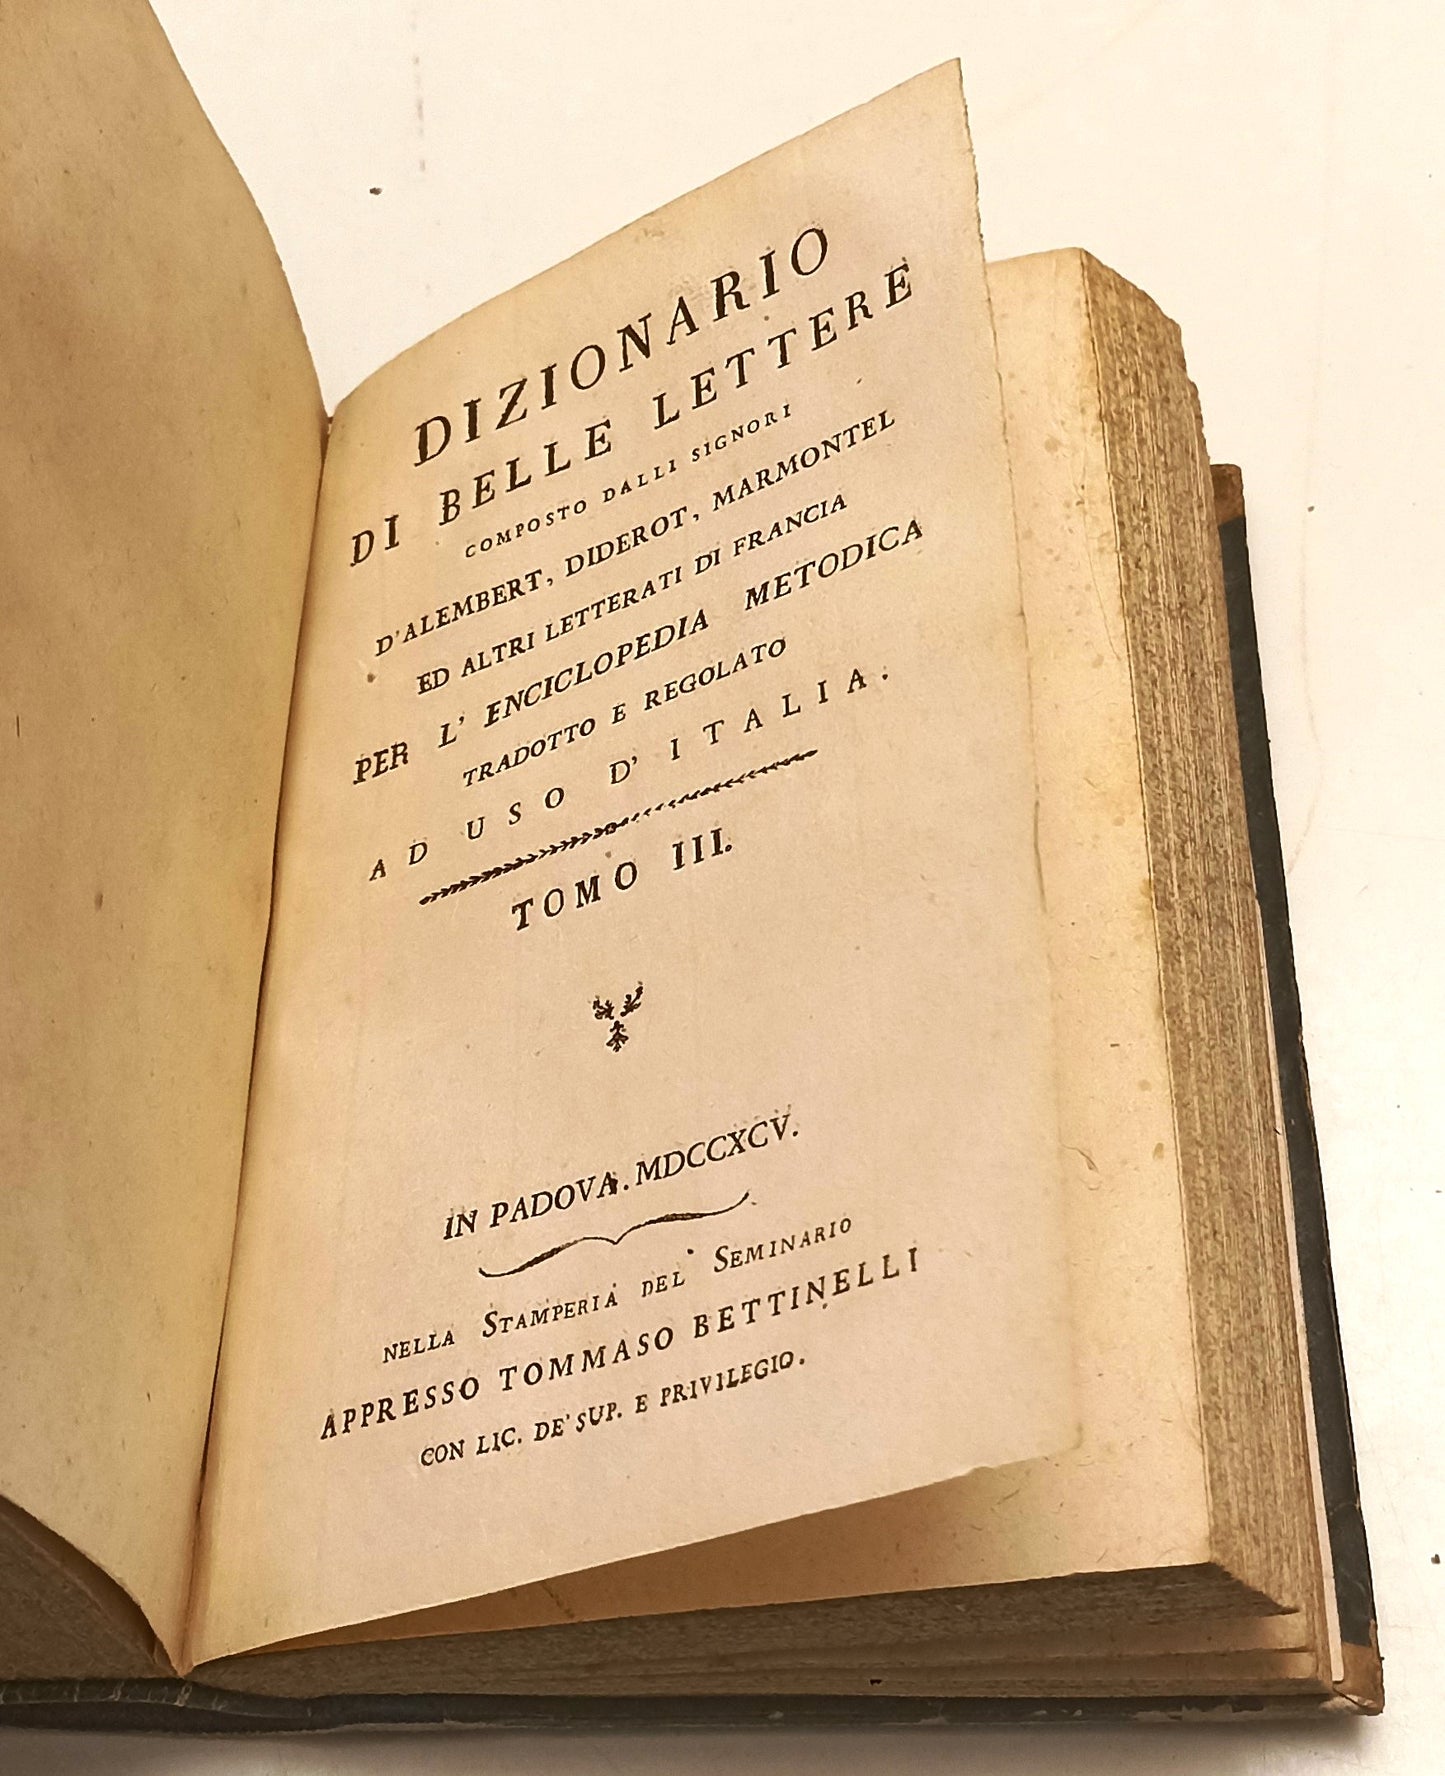 DIZIONARIO
DI BELLE LETTERE
COMPOSTO DALLI SIGNORI
D'ALEMBERT, DIDEROT, MARMONTEL
ED ALTRI LETTERATI DI FRANCIA
PER L' ENCICLOPEDIA METODICA
TRADOTTO E REGOLATO
AD USO D' ITALIA.
TOMO III.
IN PADOVA. MDCCXCV.
NELLA STAMPERIA DEL SEMINARIO
APPRESSO TOMMASO BETTINELLI
CON LIC. DE' SUP. E PRIVILEGIO.